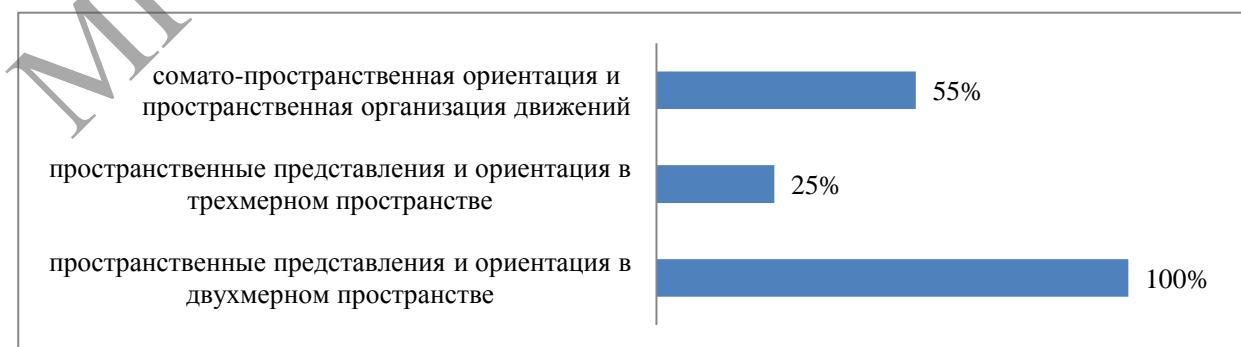 сомато-пространственная ориентация и
пространственная организация движений
55%
пространственные представления и ориентация в
трехмерном пространстве
25%
пространственные представления и ориентация в
двухмерном пространстве
100%